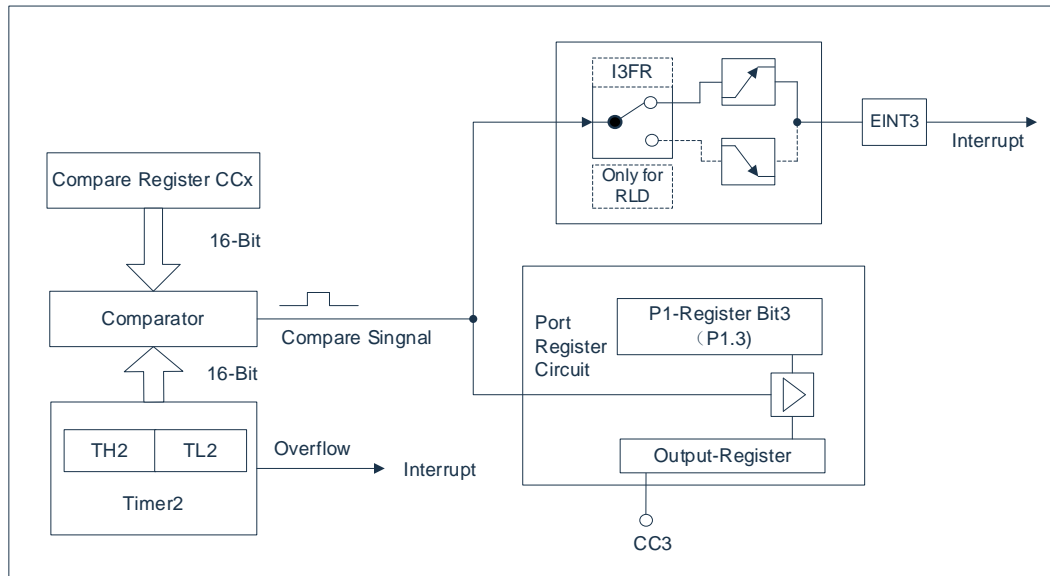 I3FR
Only for
RLD
EINT3
Interrupt
Compare Register CCx
16-Bit
Comparator
Compare Singnal
16-Bit
TH2
TL2
Timer2
Overflow
Interrupt
Port
Register
Circuit
P1-Register Bit3
（P1.3)
Output-Register
CC3